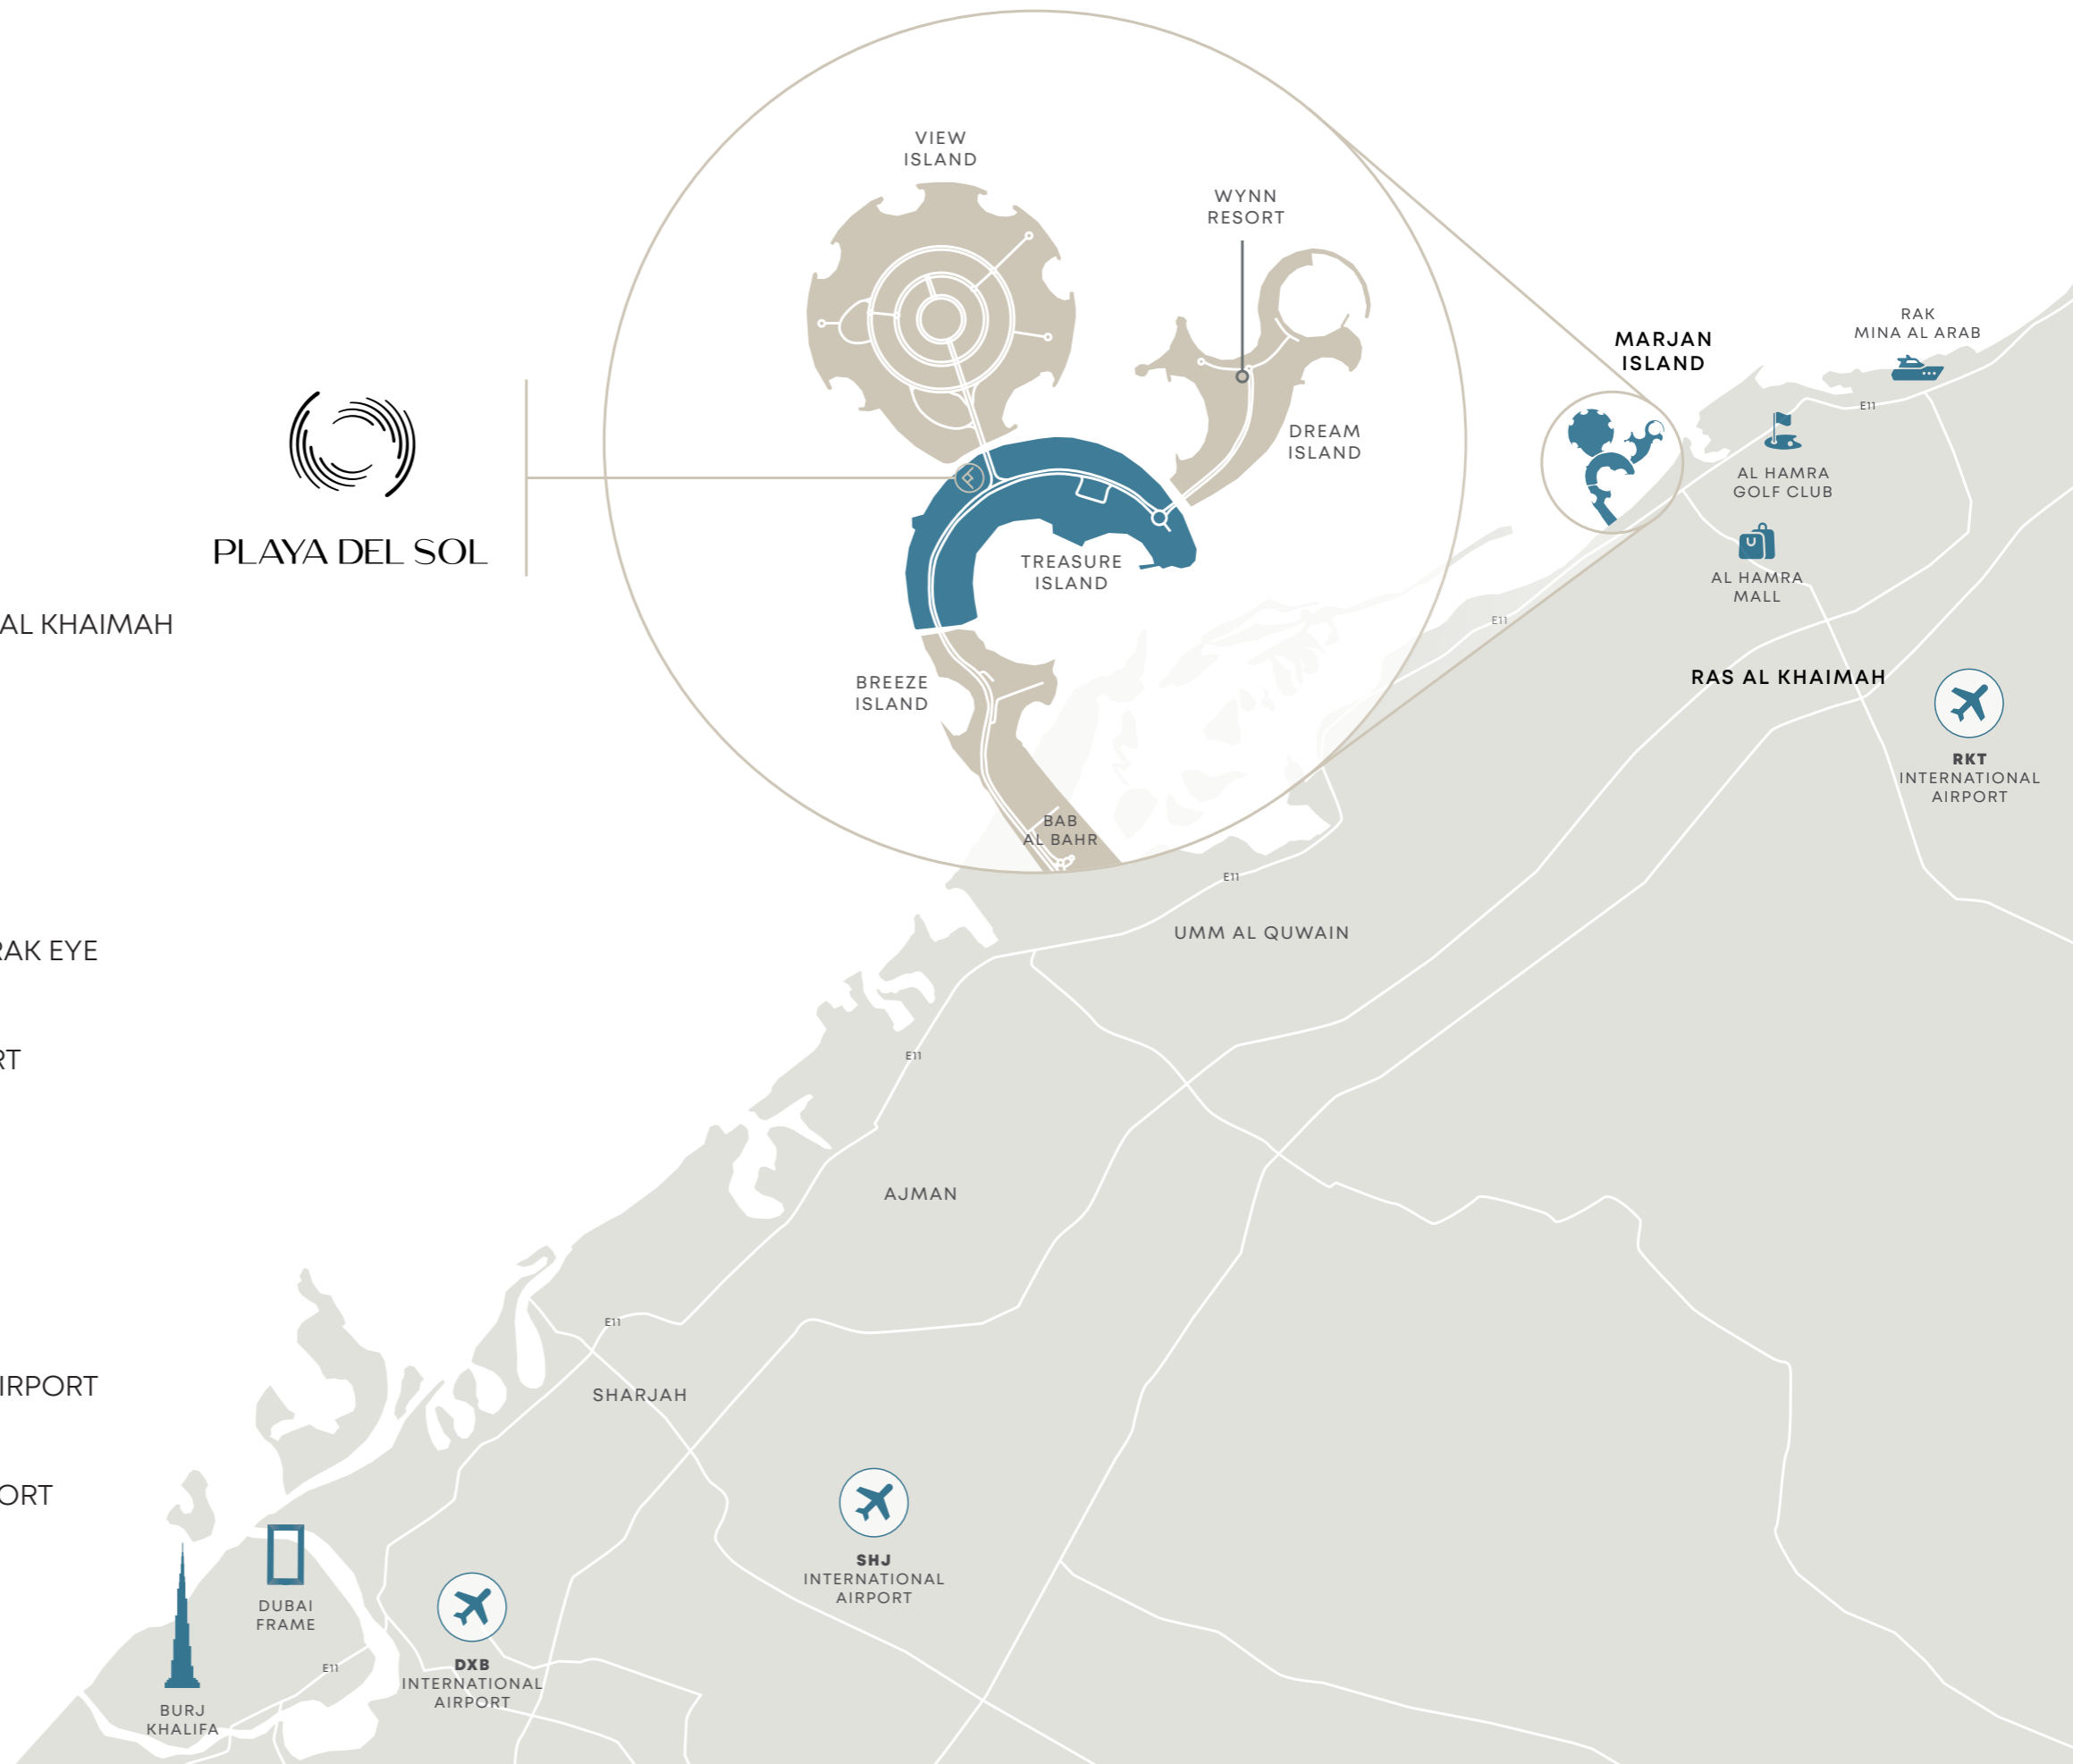 VIEW
ISLAND
WYNN
RESORT
RAK
MINA AL ARAB
MARJAN
ISLAND
E11
DREAM
ISLAND
AL HAMRA
GOLF CLUB
PLAYA DEL SOL
TREASURE
ISLAND
AL HAMRA
MALL
AL KHAIMAH
E11
BREEZE
ISLAND
RAS AL KHAIMAH
RKT
INTERNATIONAL
AIRPORT
BAB
AL BAHR
E11
UMM AL QUWAIN
RAK EYE
E11
RT
AJMAN
E11
IRPORT
SHARJAH
ORT
SHJ
INTERNATIONAL
AIRPORT
DUBAI
FRAME
E11
DXB
INTERNATIONAL
AIRPORT
BURJ
KHALIFA